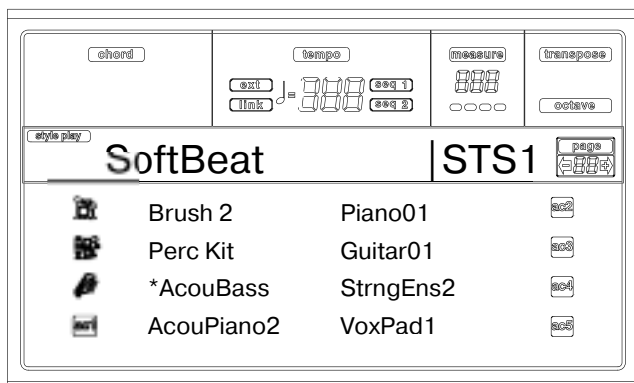 chord tempo measure transpose
ext ♩= seq 1
link seq 2 octave
style play
SoftBeat STS1 page
Brush 2 Piano01 ac2
Perc Kit Guitar01 ac3
*AcouBass StrngEns2 ac4
ac1 AcouPiano2 VoxPad1 ac5